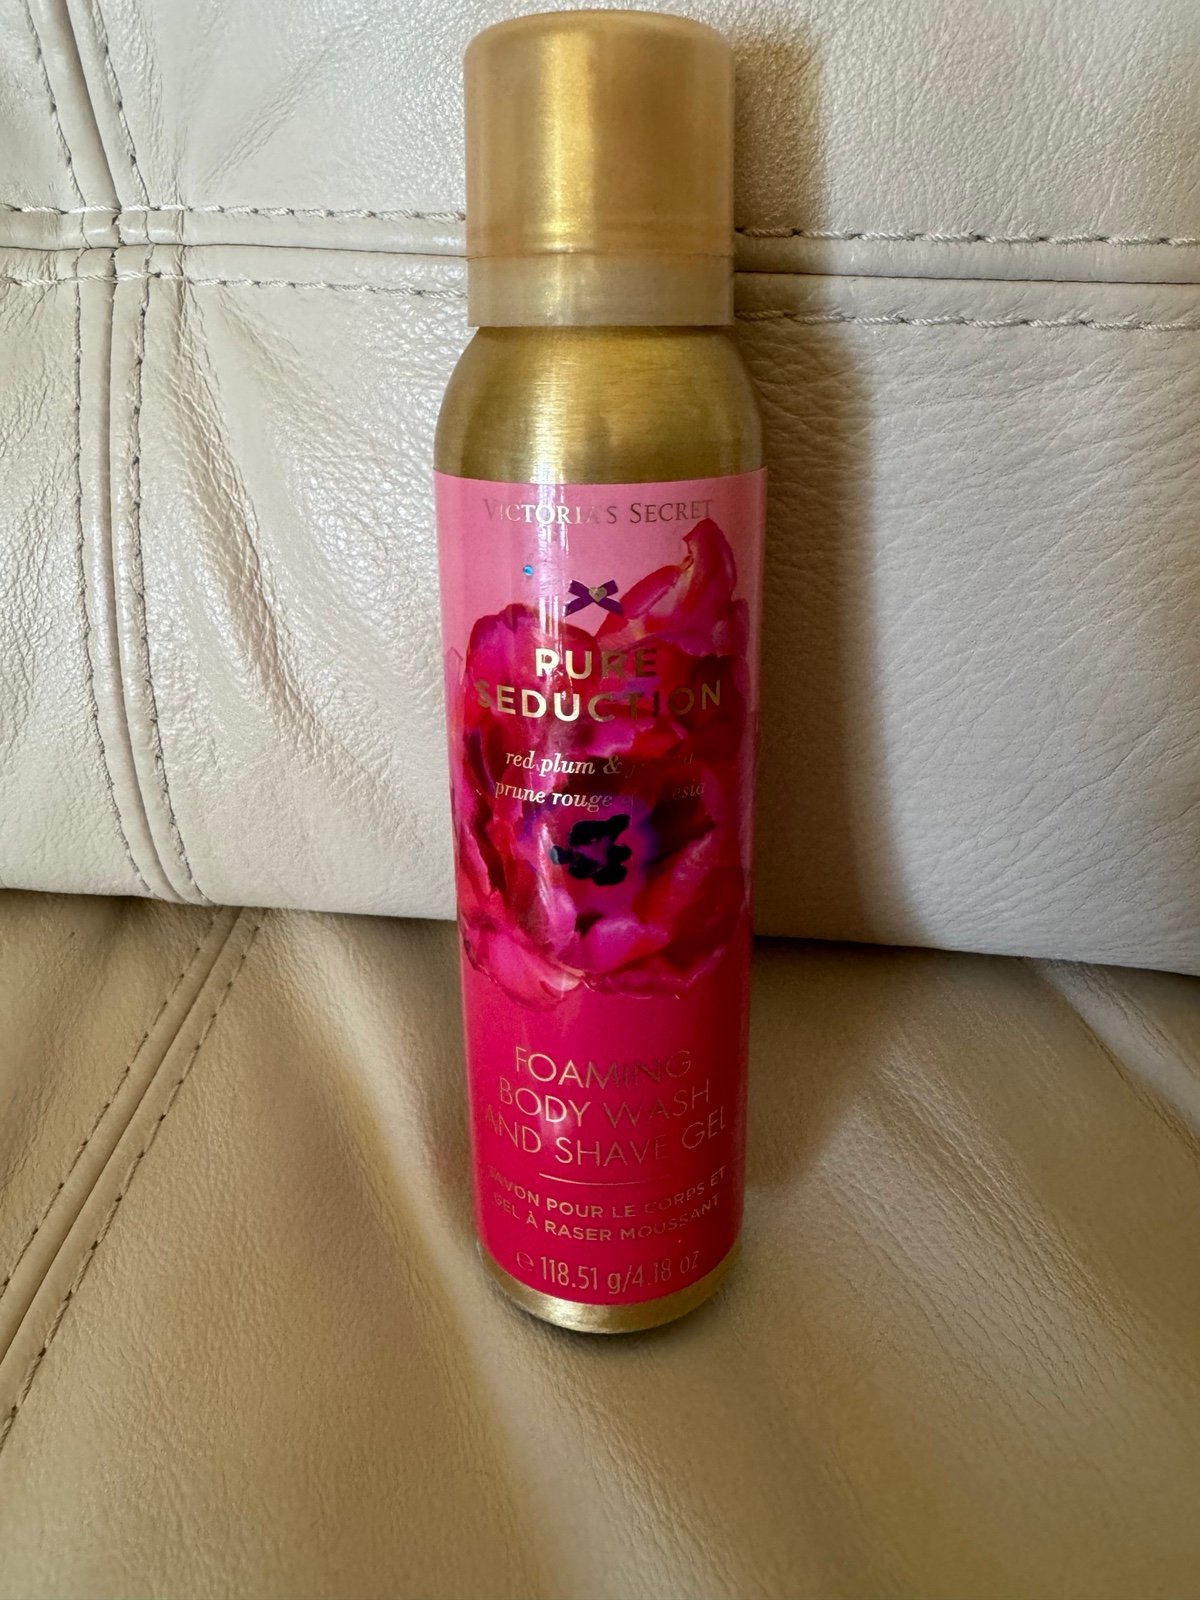 VICTORIA'S SECRET
PURE
SEDUCTION
red plum &
prune rouge
FOAMING
BODY WASH
AND SHAVE GEL
SAVON POUR LE CORPS ET
GEL À RASER MOUSSANT
℮ 118.51 g/4.18 oz